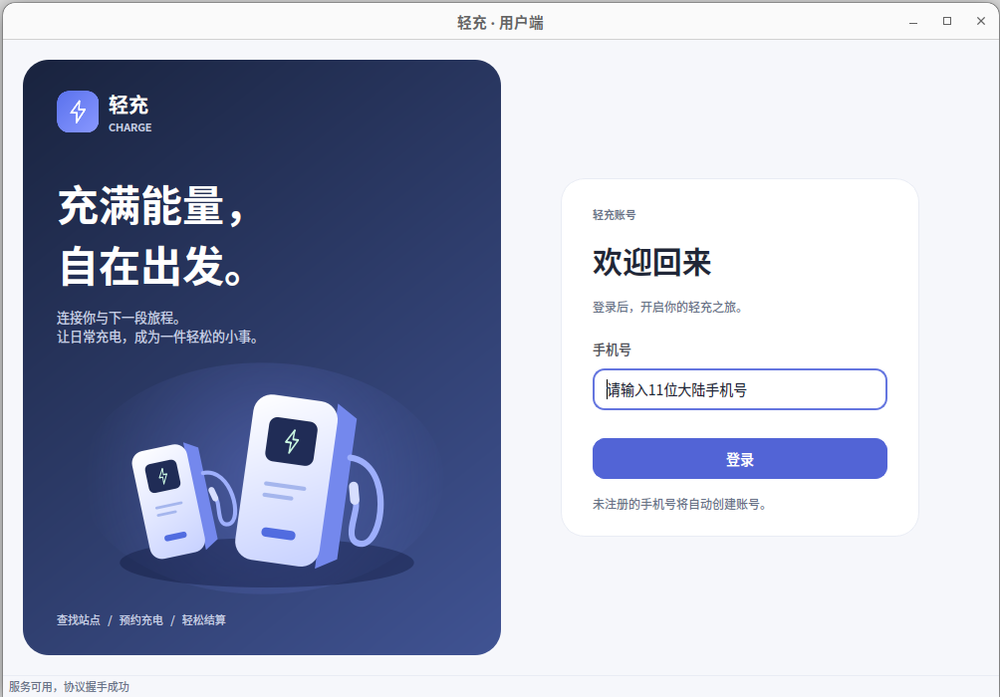 轻充 · 用户端
轻充
CHARGE
充满能量，
自在出发。
连接你与下一段旅程。
让日常充电，成为一件轻松的小事。
查找站点 / 预约充电 / 轻松结算
轻充账号
欢迎回来
登录后，开启你的轻充之旅。
手机号
请输入11位大陆手机号
登录
未注册的手机号将自动创建账号。
服务可用，协议握手成功